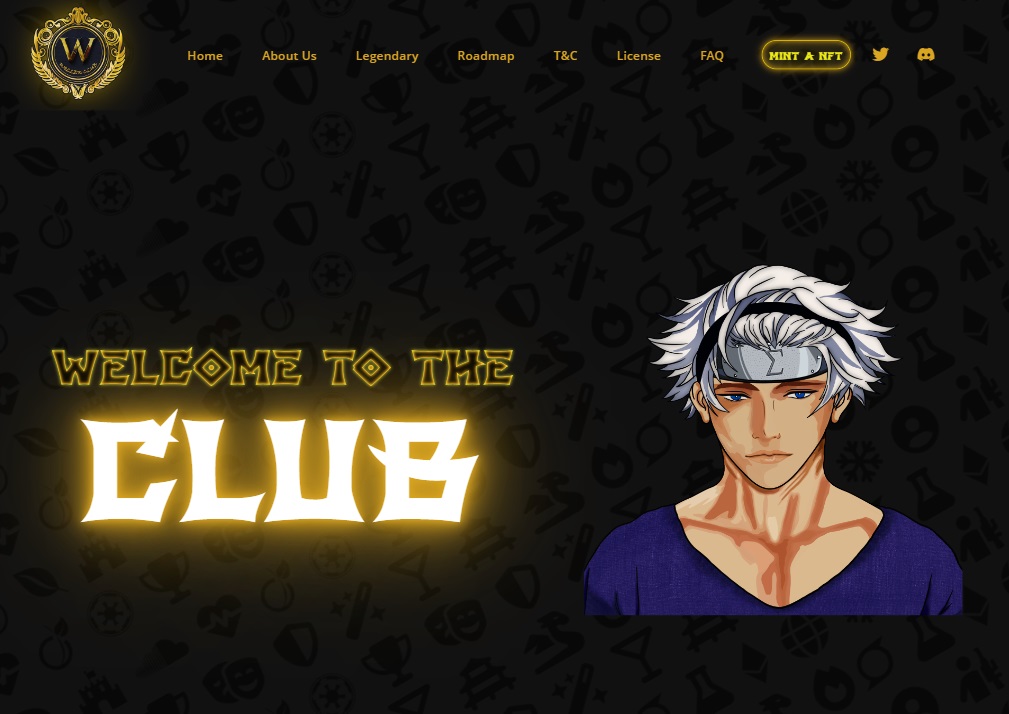 W
Home
About Us
Legendary
Roadmap
T&C
License
FAQ
MINT A NFT
WELCOME TO THE
CLUB